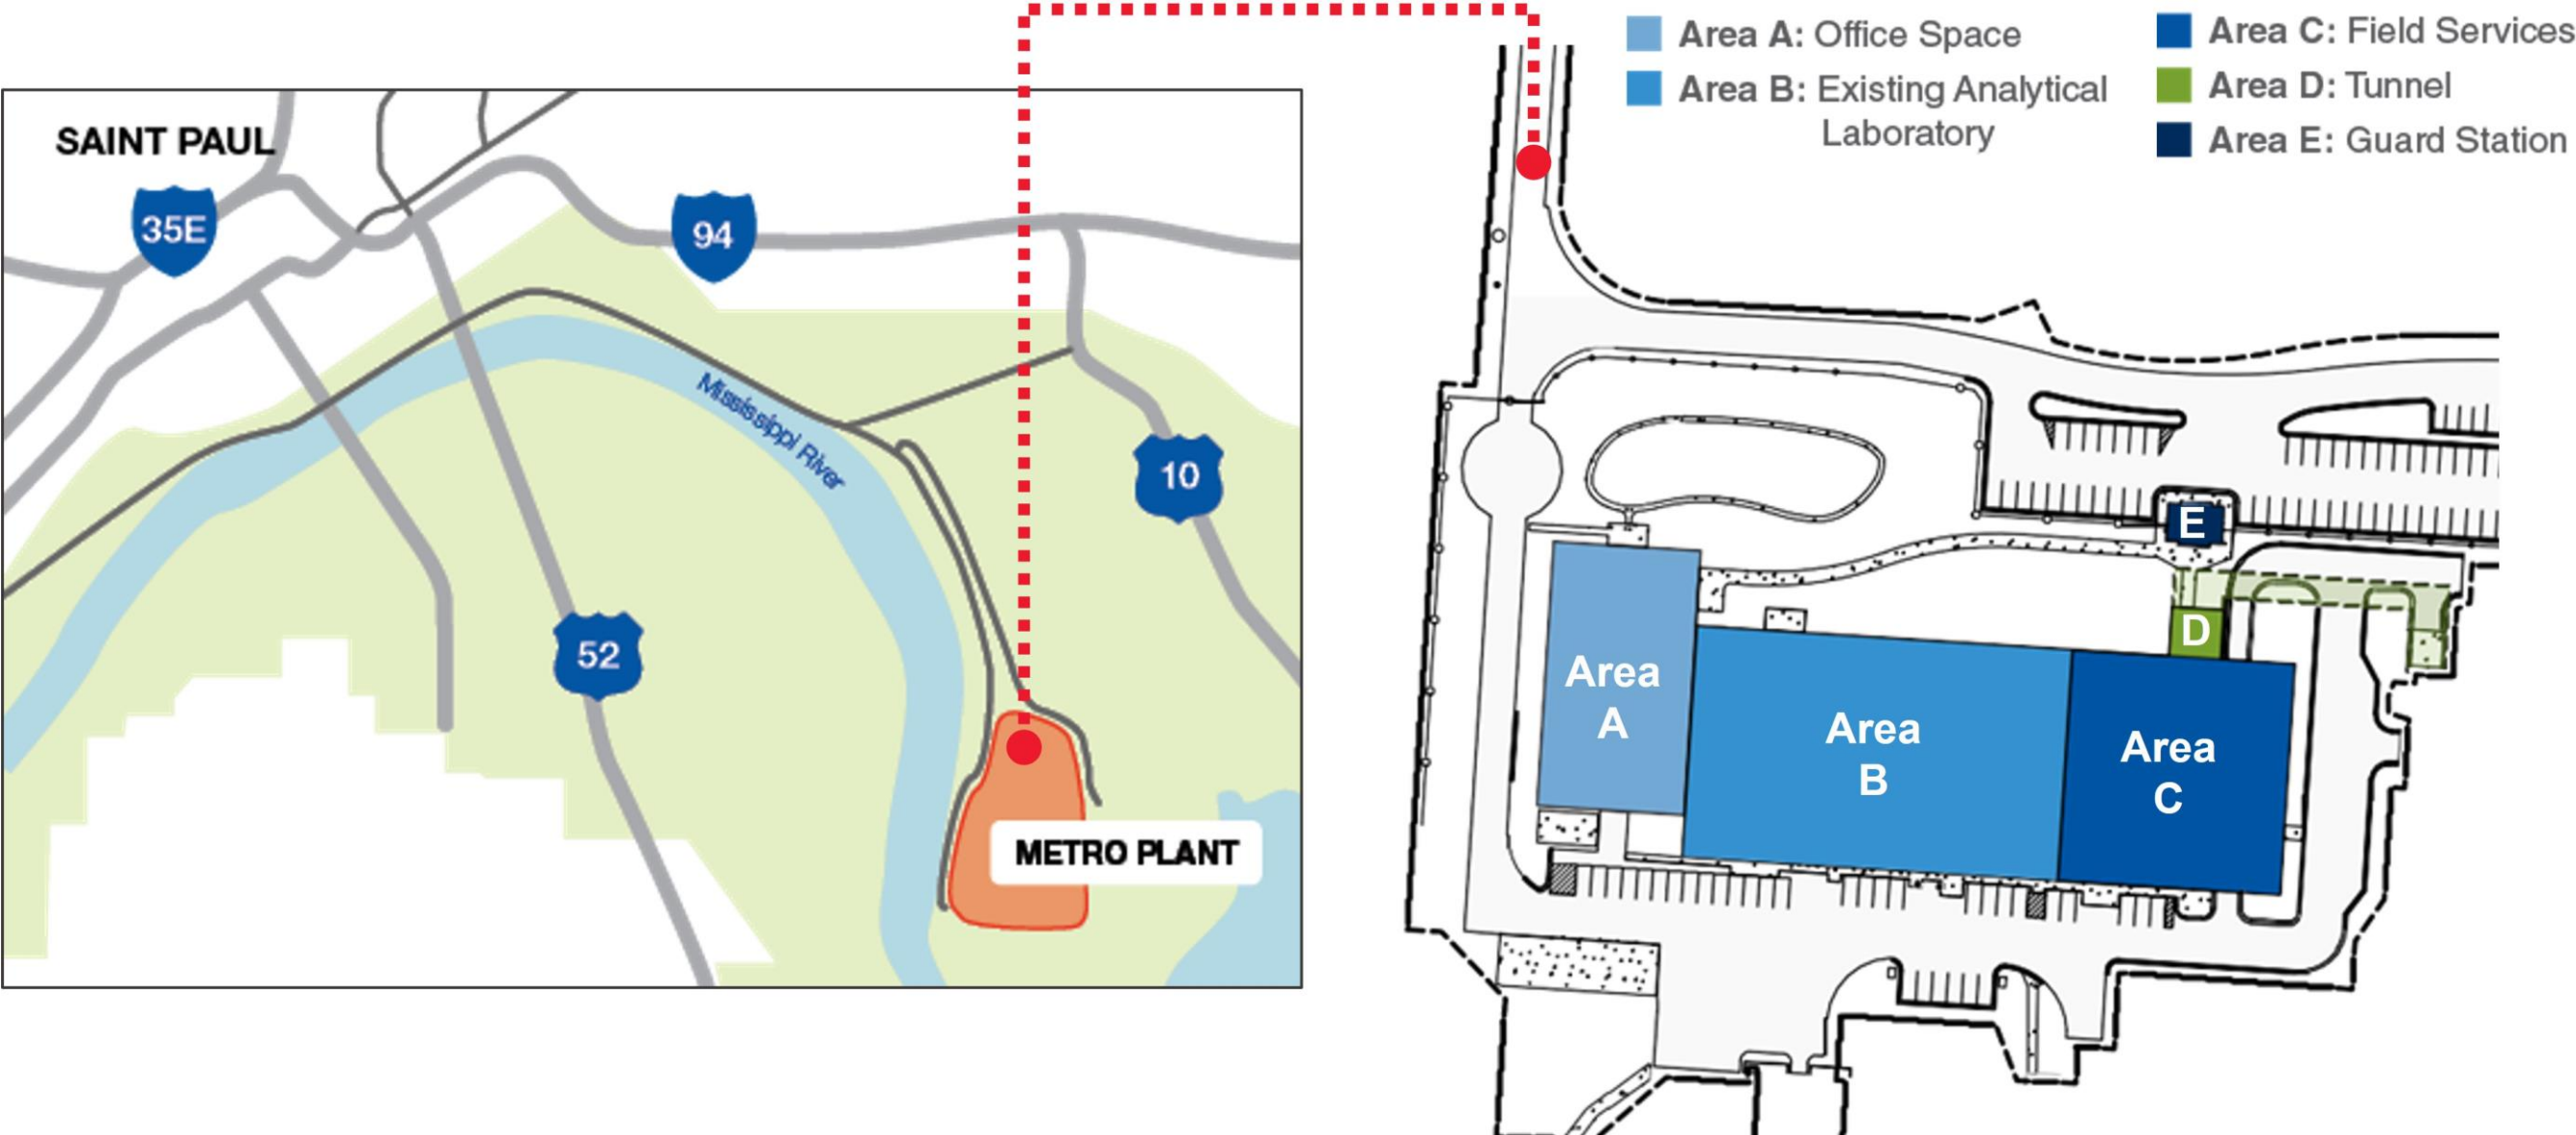 SAINT PAUL
35E
94
Mississippi River
10
52
METRO PLANT
Area A: Office Space
Area B: Existing Analytical
Laboratory
Area C: Field Services
Area D: Tunnel
Area E: Guard Station
E
D
Area
A
Area
B
Area
C